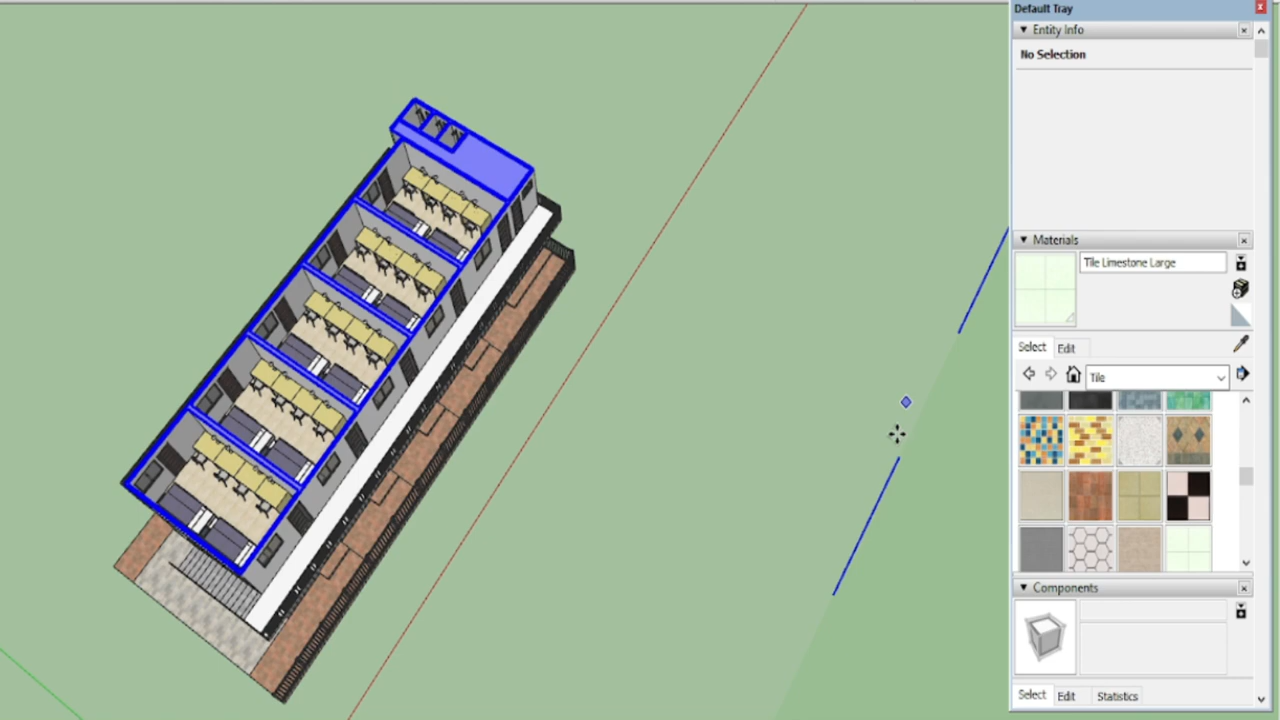 Default Tray
Entity Info
No Selection
Materials
Tile Limestone Large
Select Edit
Tile
Components
Select Edit Statistics